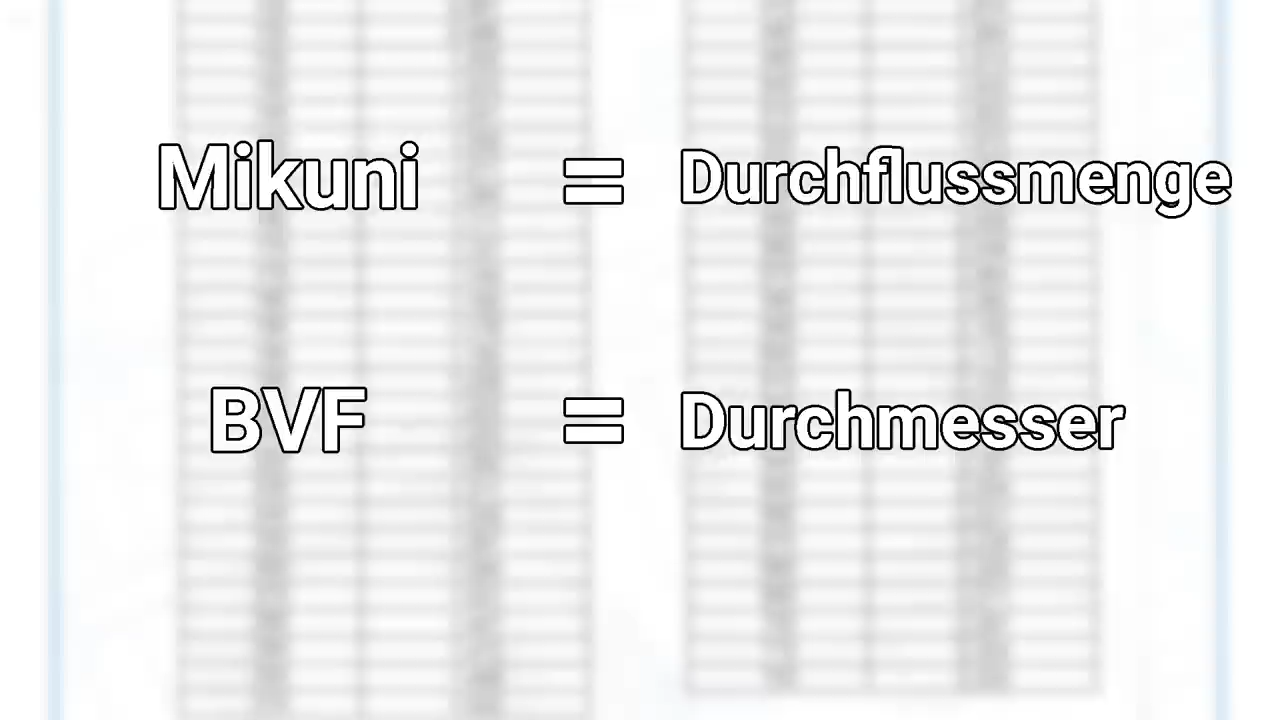 Mikuni = Durchflussmenge
BVF = Durchmesser